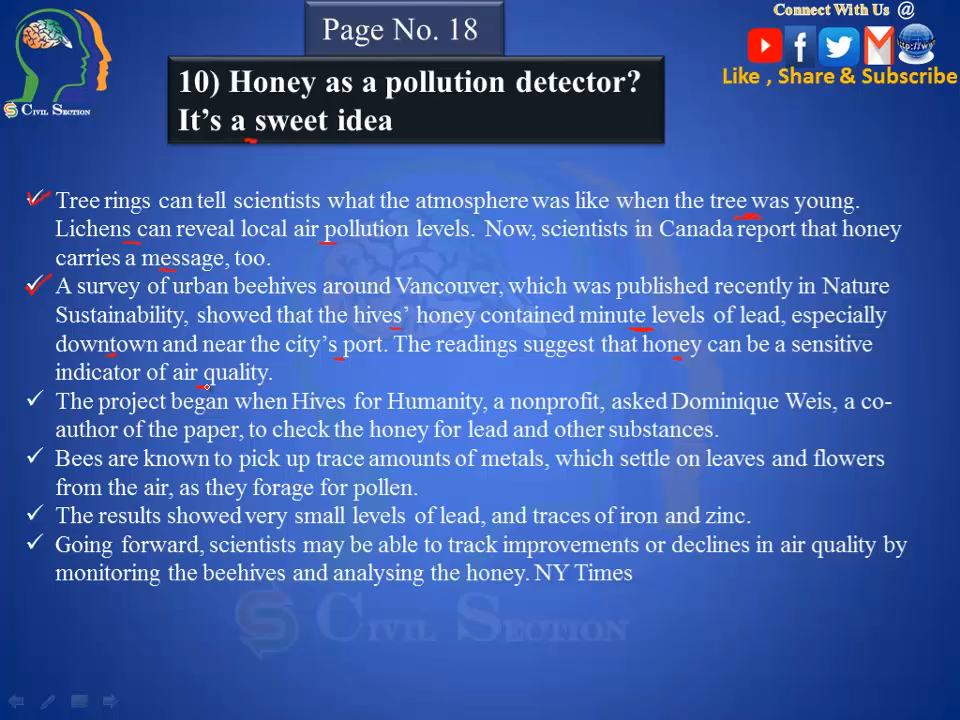 Connect With Us @
Page No. 18
Like , Share & Subscribe
10) Honey as a pollution detector?
It's a sweet idea
CIVIL SECTION
Tree rings can tell scientists what the atmosphere was like when the tree was young.
Lichens can reveal local air pollution levels. Now, scientists in Canada report that honey
carries a message, too.
A survey of urban beehives around Vancouver, which was published recently in Nature
Sustainability, showed that the hives' honey contained minute levels of lead, especially
downtown and near the city's port. The readings suggest that honey can be a sensitive
indicator of air quality.
The project began when Hives for Humanity, a nonprofit, asked Dominique Weis, a co-
author of the paper, to check the honey for lead and other substances.
Bees are known to pick up trace amounts of metals, which settle on leaves and flowers
from the air, as they forage for pollen.
The results showed very small levels of lead, and traces of iron and zinc.
Going forward, scientists may be able to track improvements or declines in air quality by
monitoring the beehives and analysing the honey. NY Times
CIVIL SECTION